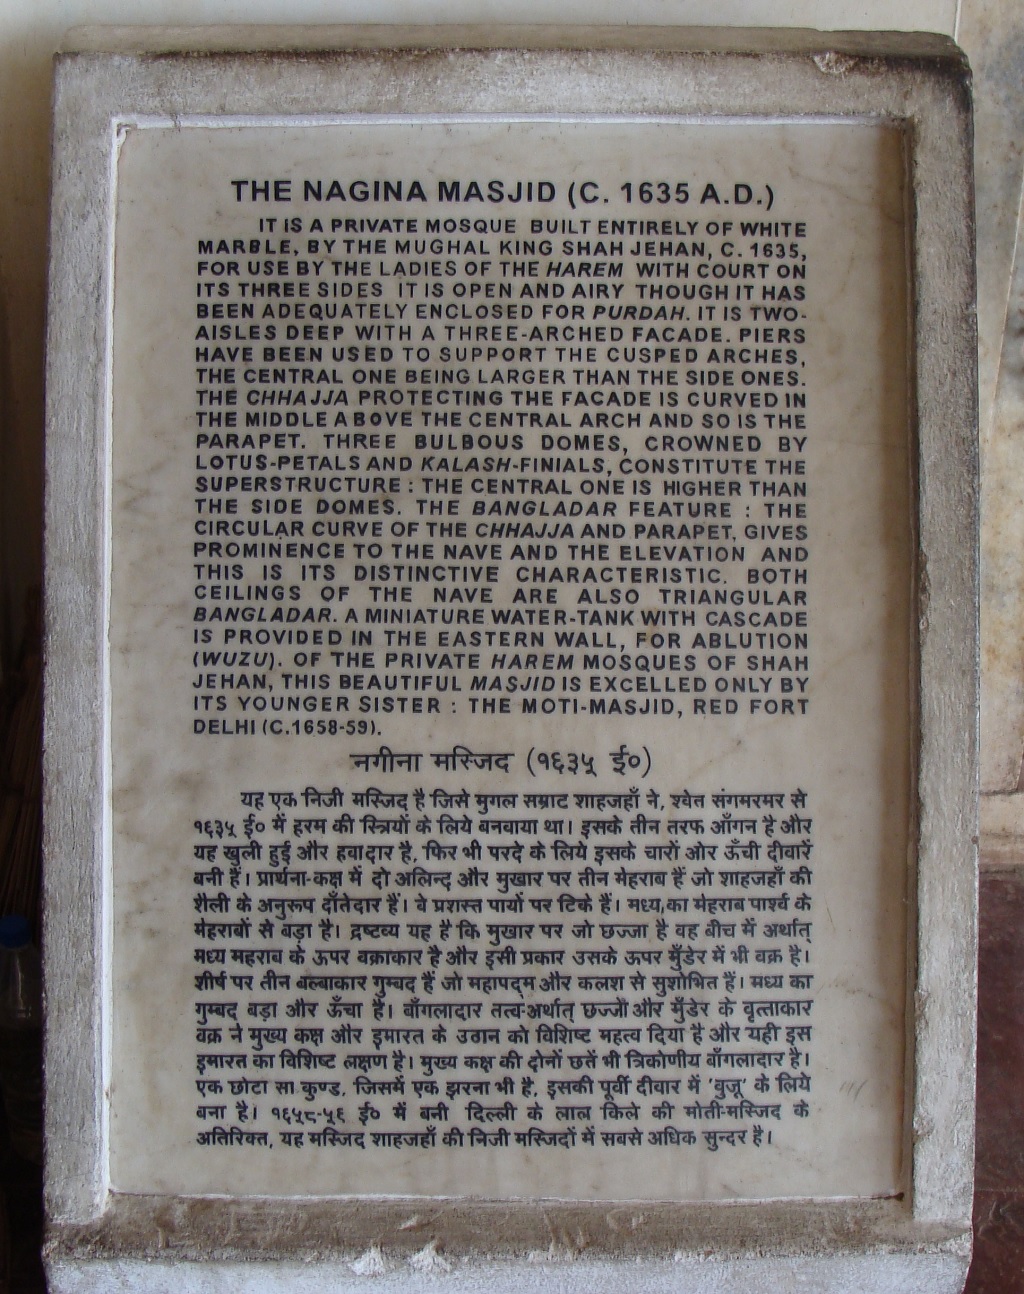 THE NAGINA MASJID (C. 1635 A.D.)
IT IS A PRIVATE MOSQUE BUILT ENTIRELY OF WHITE
MARBLE, BY THE MUGHAL KING SHAH JEHAN, C. 1635,
FOR USE BY THE LADIES OF THE HAREM WITH COURT ON
ITS THREE SIDES IT IS OPEN AND AIRY THOUGH IT HAS
BEEN ADEQUATELY ENCLOSED FOR PURDAH. IT IS TWO-
AISLES DEEP WITH A THREE-ARCHED FACADE. PIERS
HAVE BEEN USED TO SUPPORT THE CUSPED ARCHES,
THE CENTRAL ONE BEING LARGER THAN THE SIDE ONES.
THE CHHAJJA PROTECTING THE FACADE IS CURVED IN
THE MIDDLE ABOVE THE CENTRAL ARCH AND SO IS THE
PARAPET. THREE BULBOUS DOMES, CROWNED BY
LOTUS-PETALS AND KALASH-FINIALS, CONSTITUTE THE
SUPERSTRUCTURE : THE CENTRAL ONE IS HIGHER THAN
THE SIDE DOMES. THE BANGLADAR FEATURE : THE
CIRCULAR CURVE OF THE CHHAJJA AND PARAPET, GIVES
PROMINENCE TO THE NAVE AND THE ELEVATION AND
THIS IS ITS DISTINCTIVE CHARACTERISTIC. BOTH
CEILINGS OF THE NAVE ARE ALSO TRIANGULAR
BANGLADAR. A MINIATURE WATER-TANK WITH CASCADE
IS PROVIDED IN THE EASTERN WALL, FOR ABLUTION
(WUZU). OF THE PRIVATE HAREM MOSQUES OF SHAH
JEHAN, THIS BEAUTIFUL MASJID IS EXCELLED ONLY BY
ITS YOUNGER SISTER : THE MOTI-MASJID, RED FORT
DELHI (C.1658-59).
नगीना मस्जिद (१६३५ ई०)
यह एक निजी मस्जिद है जिसे मुगल सम्राट शाहजहाँ ने, श्वेत संगमरमर से
१६३५ ई० में हरम की स्त्रियों के लिये बनवाया था। इसके तीन तरफ आँगन है और
यह खुली हुई और हवादार है, फिर भी परदे के लिये इसके चारों ओर ऊँची दीवारें
बनी हैं। प्रार्थना-कक्ष में दो अलिन्द और मुखार पर तीन मेहराब हैं जो शाहजहाँ की
शैली के अनुरूप दाँतेदार हैं। वे प्रशस्त पायों पर टिके हैं। मध्य का मेहराब पार्श्व के
मेहराबों से बड़ा है। द्रष्टव्य यह है कि मुखार पर जो छज्जा है वह बीच में अर्थात्
मध्य महराब के ऊपर वक्राकार है और इसी प्रकार उसके ऊपर मुँडेर में भी वक्र है।
शीर्ष पर तीन बल्बाकार गुम्बद हैं जो महापद्म और कलश से सुशोभित हैं। मध्य का
गुम्बद बड़ा और ऊँचा है। बाँगलादार तत्व-अर्थात् छज्जौ और मुँडेर के वृत्ताकार
वक्र ने मुख्य कक्ष और इमारत के उठान को विशिष्ट महत्व दिया है और यही इस
इमारत का विशिष्ट लक्षण है। मुख्य कक्ष की दोनों छतें भी त्रिकोणीय बाँगलादार है।
एक छोटा सा कुण्ड, जिसमें एक झरना भी है, इसकी पूर्वी दीवार में 'वुजू' के लिये
बना है। १६५८-५९ ई० में बनी दिल्ली के लाल किले की मोती-मस्जिद के
अतिरिक्त, यह मस्जिद शाहजहाँ की निजी मस्जिदों में सबसे अधिक सुन्दर है।